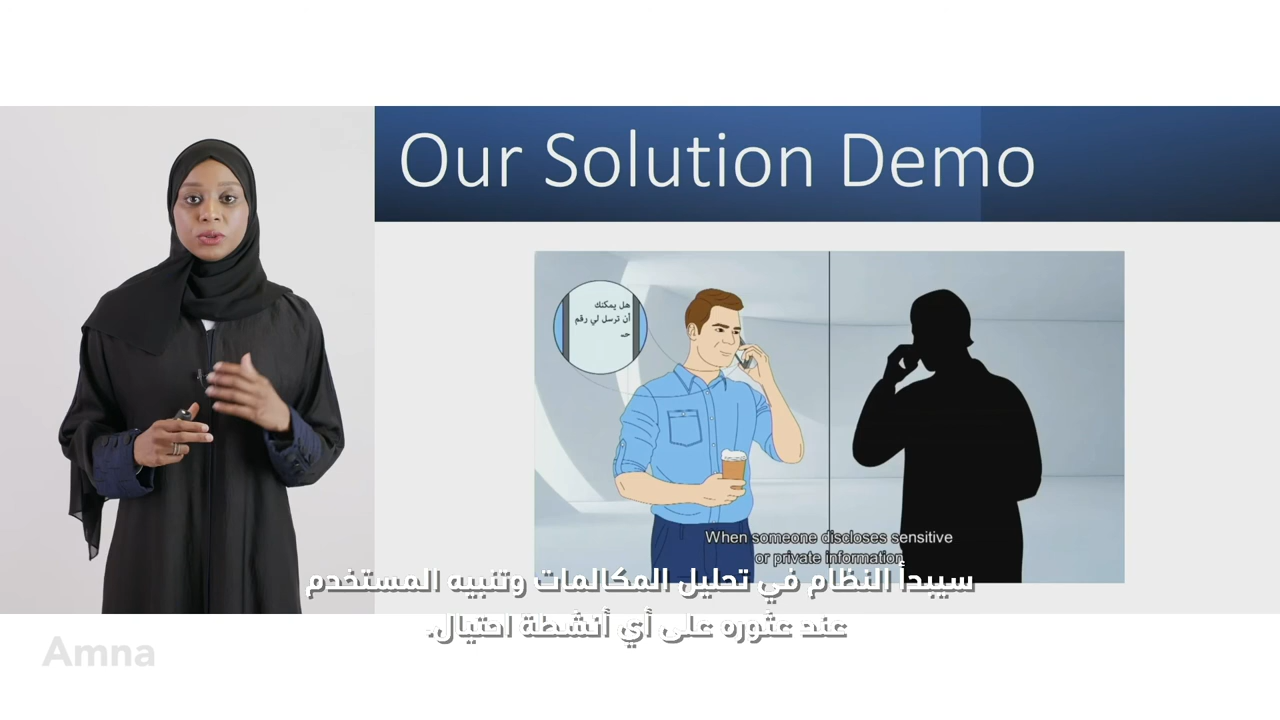 Our Solution Demo
هل يمكنك
أن ترسل لي رقم
حـ
When someone discloses sensitive
or private information
سيبدأ النظام في تحليل المكالمات وتنبيه المستخدم
عند عثوره على أي أنشطة احتيال.
Amna